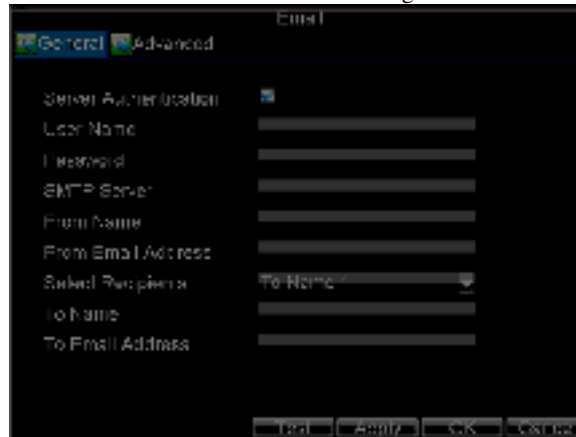 Email
General Advanced
Server Authentication
User Name
Password
SMTP Server
From Name
From Email Address
Select Recipients To Name
To Name
To Email Address
Test Apply OK Cancel